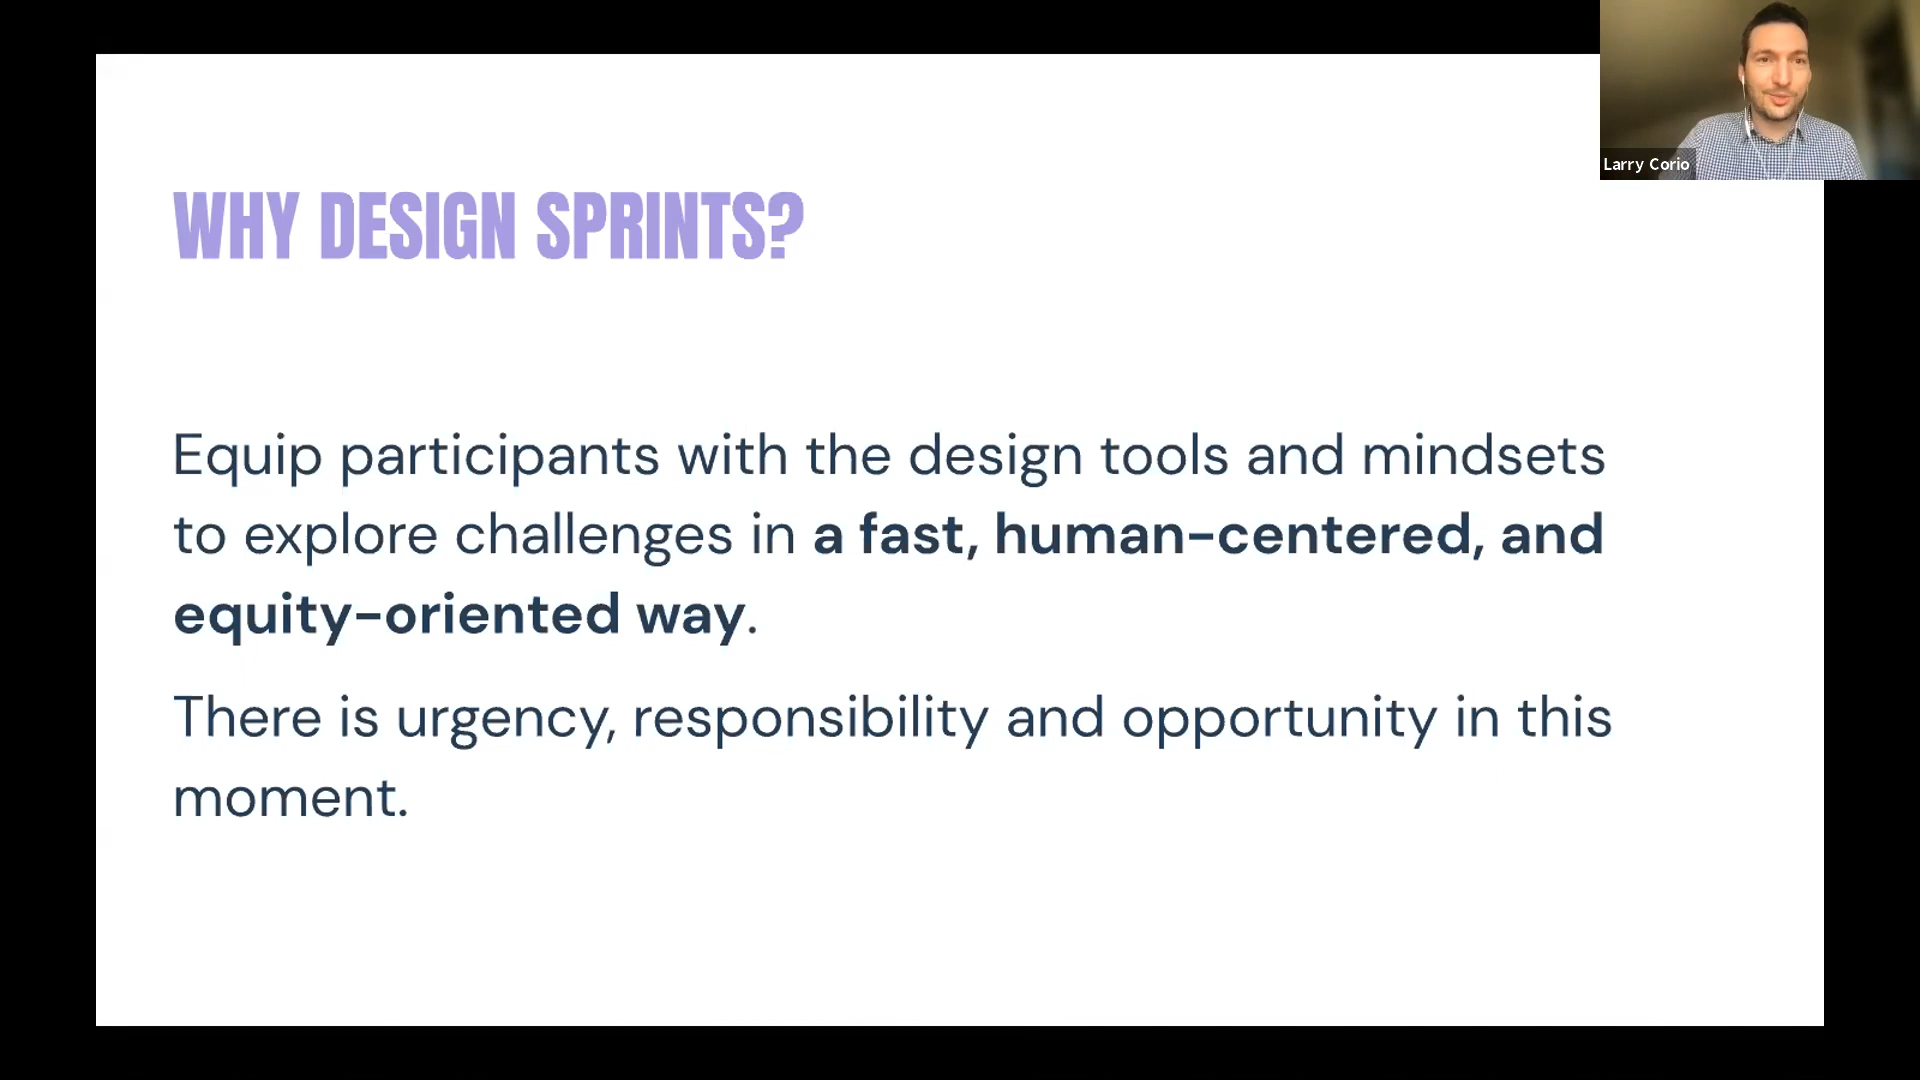 WHY DESIGN SPRINTS?
Equip participants with the design tools and mindsets
to explore challenges in a fast, human-centered, and
equity-oriented way.
There is urgency, responsibility and opportunity in this
moment.
Larry Corio